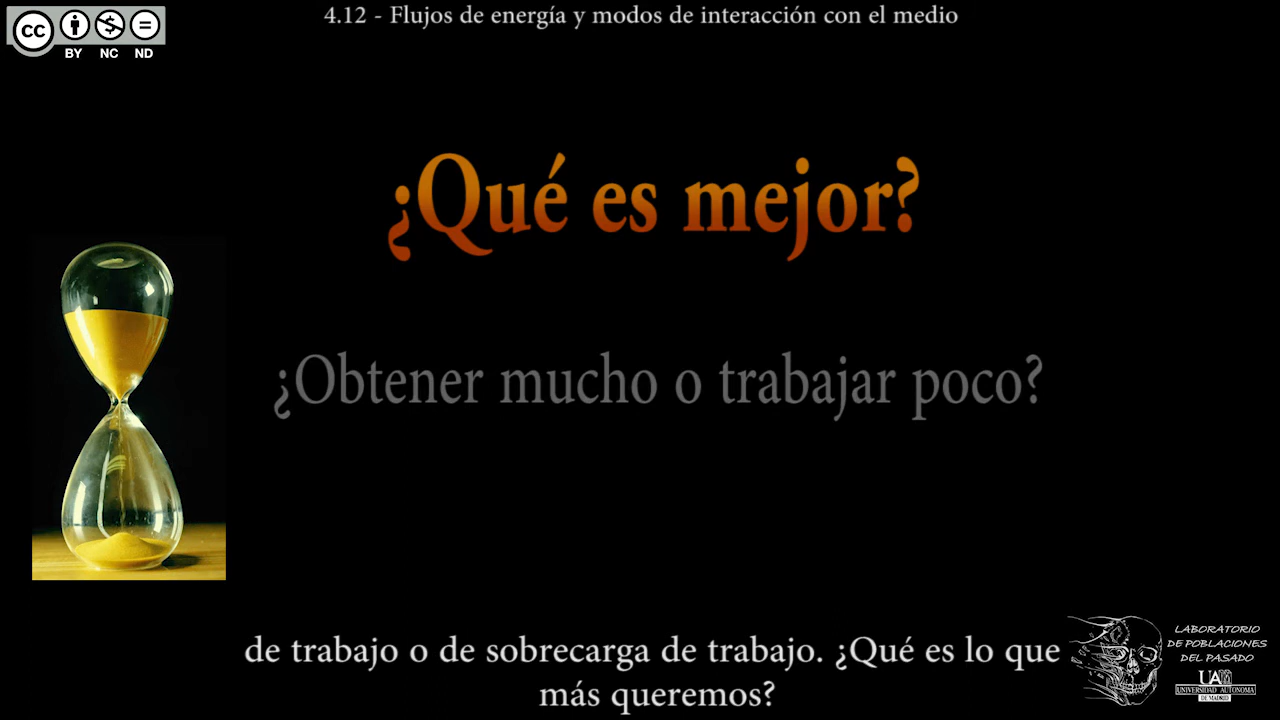 4.12 - Flujos de energía y modos de interacción con el medio
cc
BY NC ND
¿Qué es mejor?
¿Obtener mucho o trabajar poco?
de trabajo o de sobrecarga de trabajo. ¿Qué es lo que
más queremos?
LABORATORIO
DE POBLACIONES
DEL PASADO
UAM
UNIVERSIDAD AUTONOMA
DE MADRID